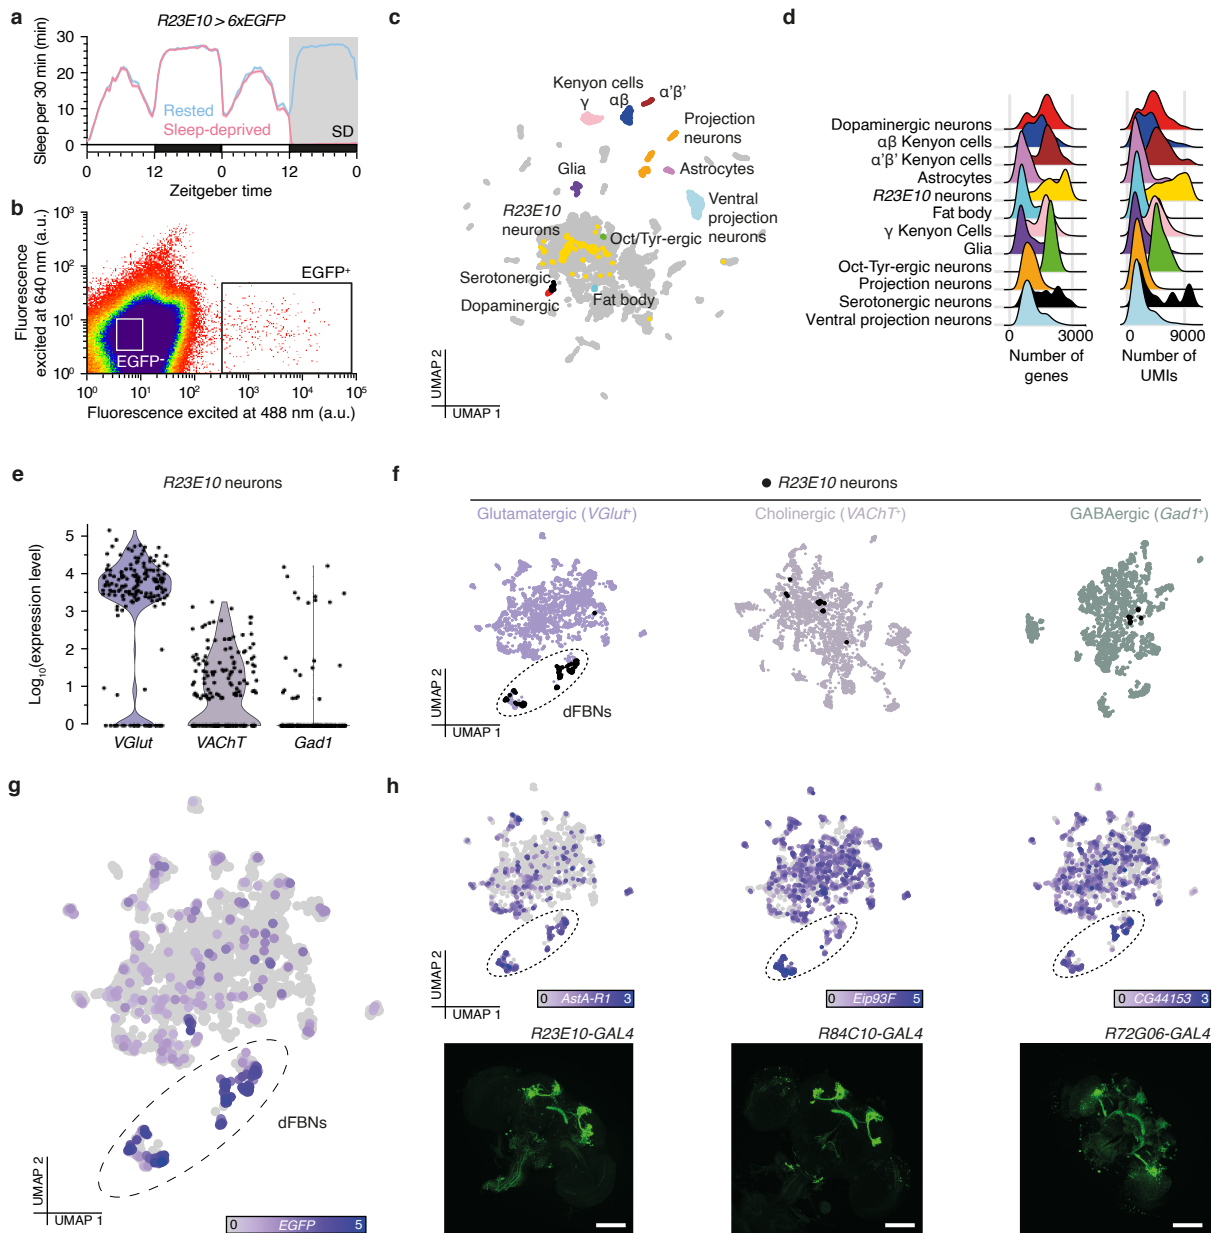 a
R23E10 > 6xEGFP
30
20
10
0
Sleep per 30 min (min)
Rested
Sleep-deprived
SD
0 12 0 12 0
Zeitgeber time
b
10³
10²
10¹
10⁰
Fluorescence
excited at 640 nm (a.u.)
EGFP⁺
EGFP⁻
10⁰ 10¹ 10² 10³ 10⁴ 10⁵
Fluorescence excited at 488 nm (a.u.)
c
Kenyon cells
γ αβ α'β'
Projection
neurons
Glia
Astrocytes
R23E10
neurons
Ventral
projection
neurons
Oct/Tyr-ergic
Serotonergic
Dopaminergic
Fat body
UMAP 2
UMAP 1
d
Dopaminergic neurons
αβ Kenyon cells
α'β' Kenyon cells
Astrocytes
R23E10 neurons
Fat body
γ Kenyon Cells
Glia
Oct-Tyr-ergic neurons
Projection neurons
Serotonergic neurons
Ventral projection neurons
0 3000
Number of
genes
0 9000
Number of
UMIs
e
R23E10 neurons
5
4
3
2
1
0
Log₁₀(expression level)
VGlut VAChT Gad1
f
R23E10 neurons
Glutamatergic (VGlut⁺)
Cholinergic (VAChT⁺)
GABAergic (Gad1⁺)
dFBNs
UMAP 2
UMAP 1
g
dFBNs
UMAP 2
UMAP 1
0 EGFP 5
h
UMAP 2
UMAP 1
0 AstA-R1 3
0 Eip93F 5
0 CG44153 3
R23E10-GAL4
R84C10-GAL4
R72G06-GAL4